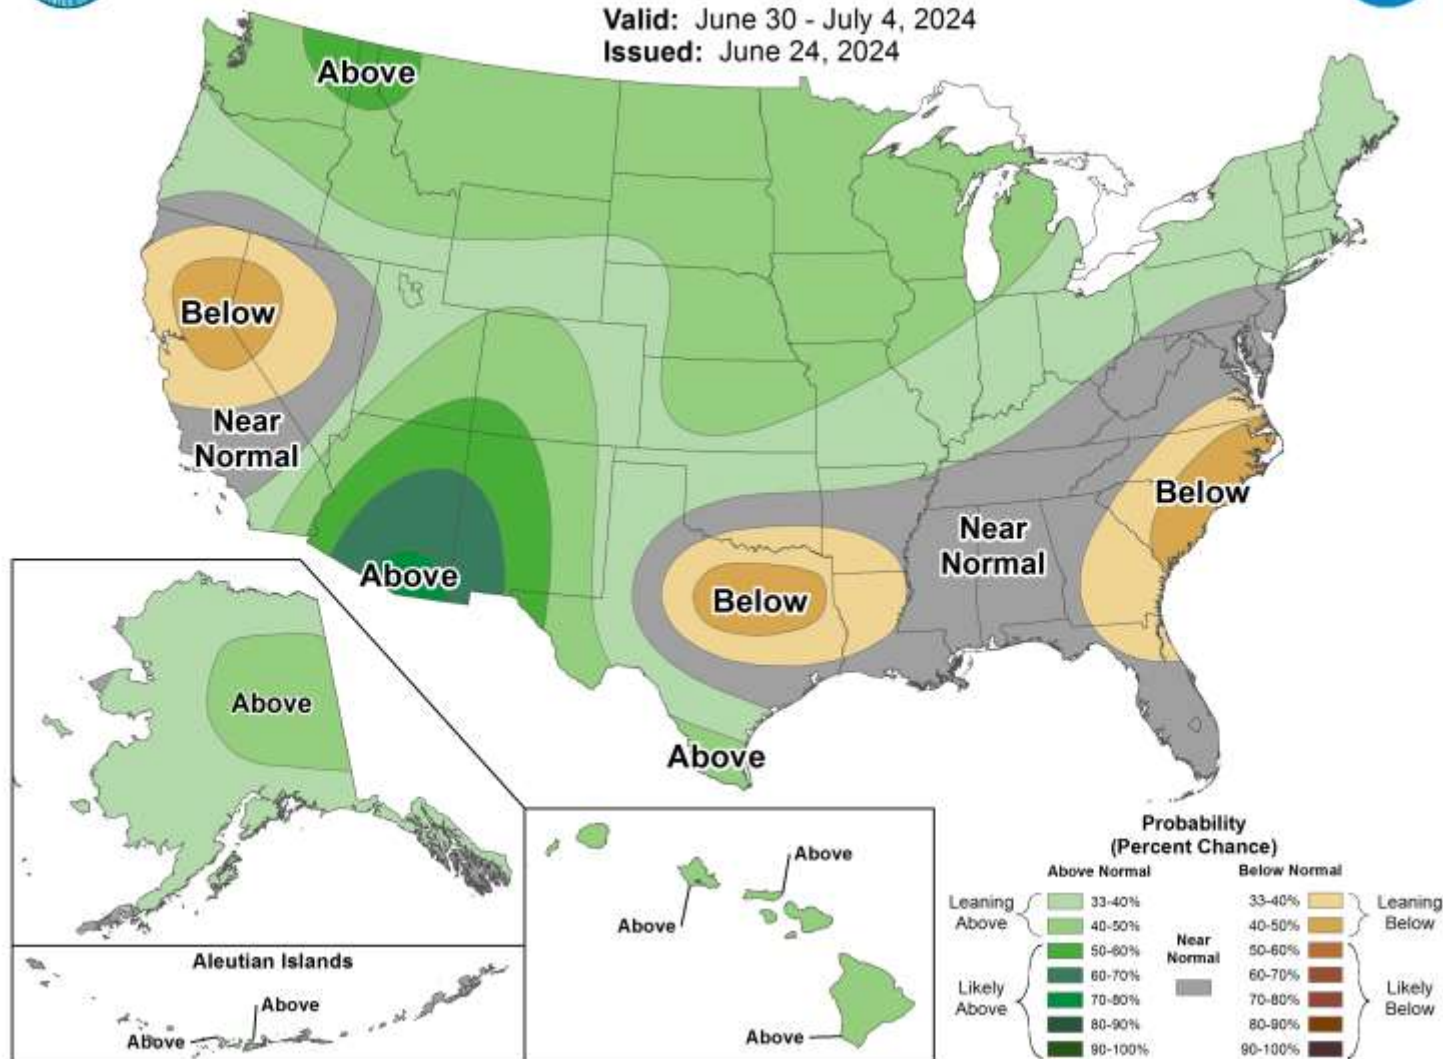 Valid: June 30 - July 4, 2024
Issued: June 24, 2024
Above
Below
Near
Normal
Above
Below
Near
Normal
Below
Above
Above
Above
Above
Above
Aleutian Islands
Above
Above
Probability
(Percent Chance)
Above Normal
Below Normal
Leaning
Above
33-40%
40-50%
50-60%
60-70%
70-80%
80-90%
90-100%
Likely
Above
Near
Normal
33-40%
40-50%
50-60%
60-70%
70-80%
80-90%
90-100%
Leaning
Below
Likely
Below